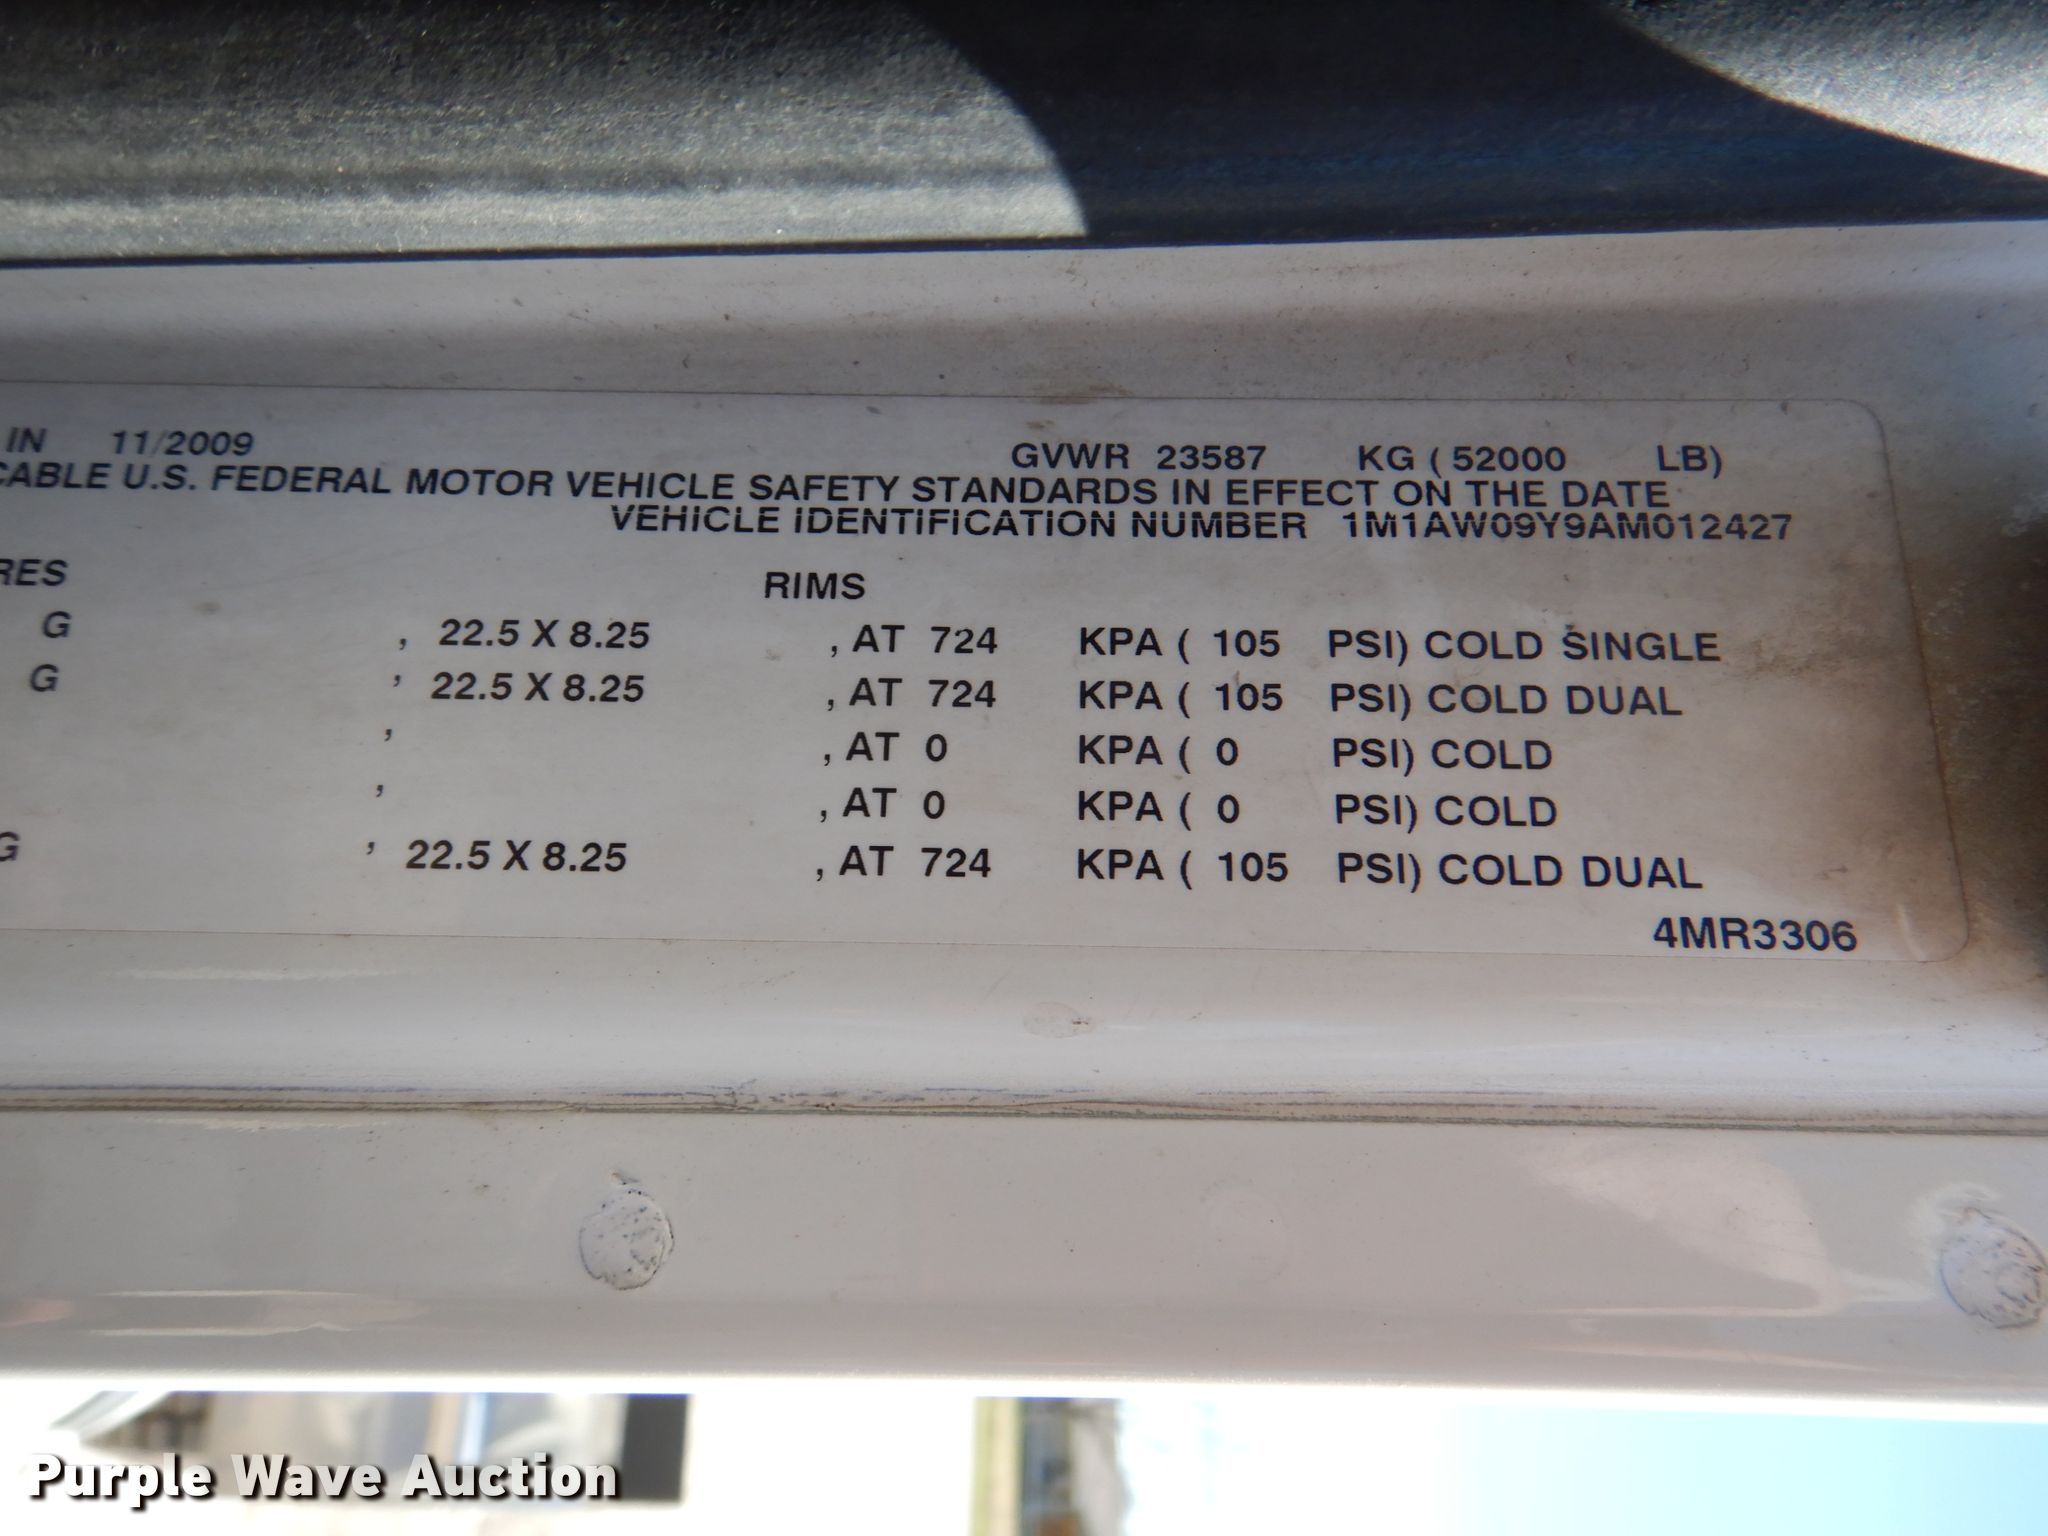 IN 11/2009 GVWR 23587 KG ( 52000 LB)
CABLE U.S. FEDERAL MOTOR VEHICLE SAFETY STANDARDS IN EFFECT ON THE DATE
VEHICLE IDENTIFICATION NUMBER 1M1AW09Y9AM012427
RES RIMS
G , 22.5 X 8.25 , AT 724 KPA ( 105 PSI) COLD SINGLE
G , 22.5 X 8.25 , AT 724 KPA ( 105 PSI) COLD DUAL
, , AT 0 KPA ( 0 PSI) COLD
, , AT 0 KPA ( 0 PSI) COLD
G , 22.5 X 8.25 , AT 724 KPA ( 105 PSI) COLD DUAL
4MR3306
Purple Wave Auction